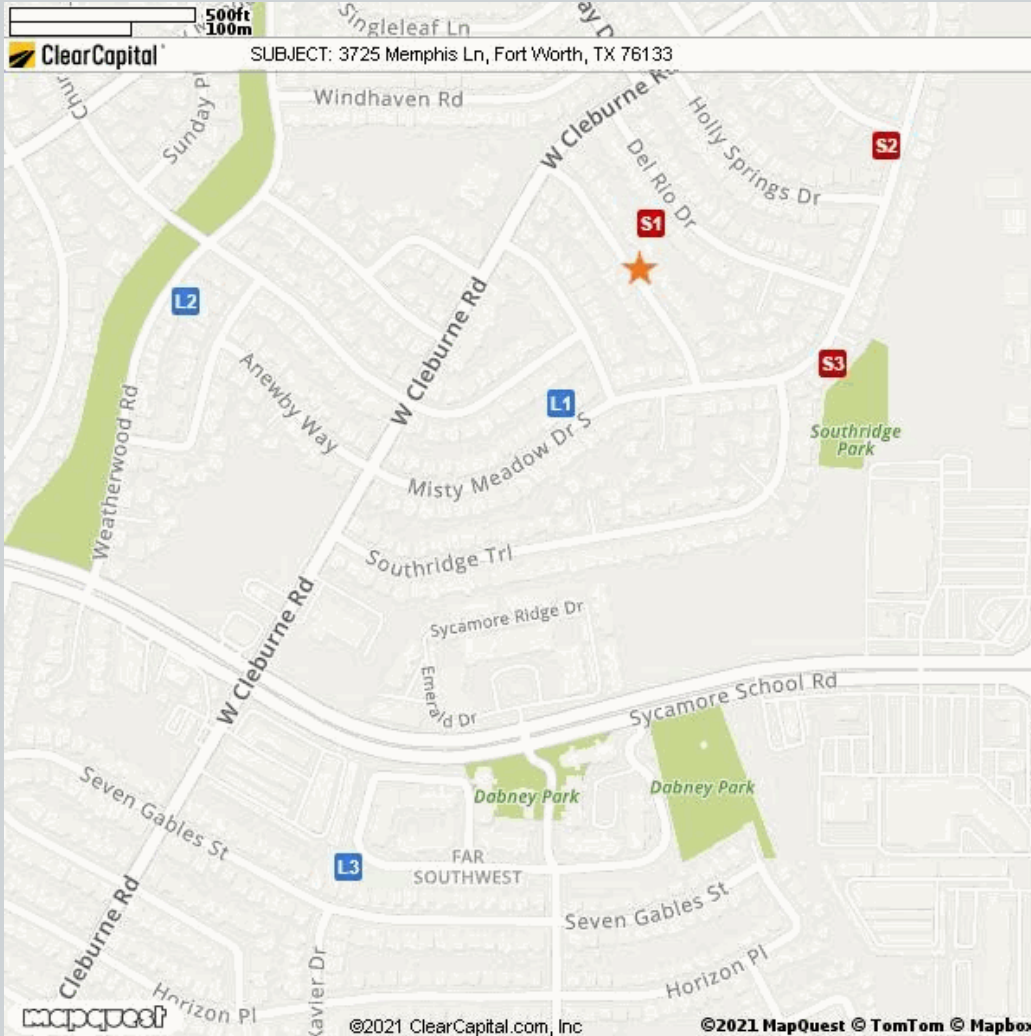 500ft
100m
Singleleaf Ln
ClearCapital
SUBJECT: 3725 Memphis Ln, Fort Worth, TX 76133
Windhaven Rd
W Cleburne Rd
Holly Springs Dr
S2
Del Rio Dr
S1
L2
W Cleburne Rd
Anewby Way
S3
L1
Weatherwood Rd
Misty Meadow Dr S
Southridge
Park
Southridge Trl
Sycamore Ridge Dr
W Cleburne Rd
Emerald Dr
Sycamore School Rd
Seven Gables St
Dabney Park
Dabney Park
L3
FAR
SOUTHWEST
Seven Gables St
Cleburne Rd
Horizon Pl
Horizon Pl
mapquest
©2021 ClearCapital.com, Inc
©2021 MapQuest © TomTom © Mapbox